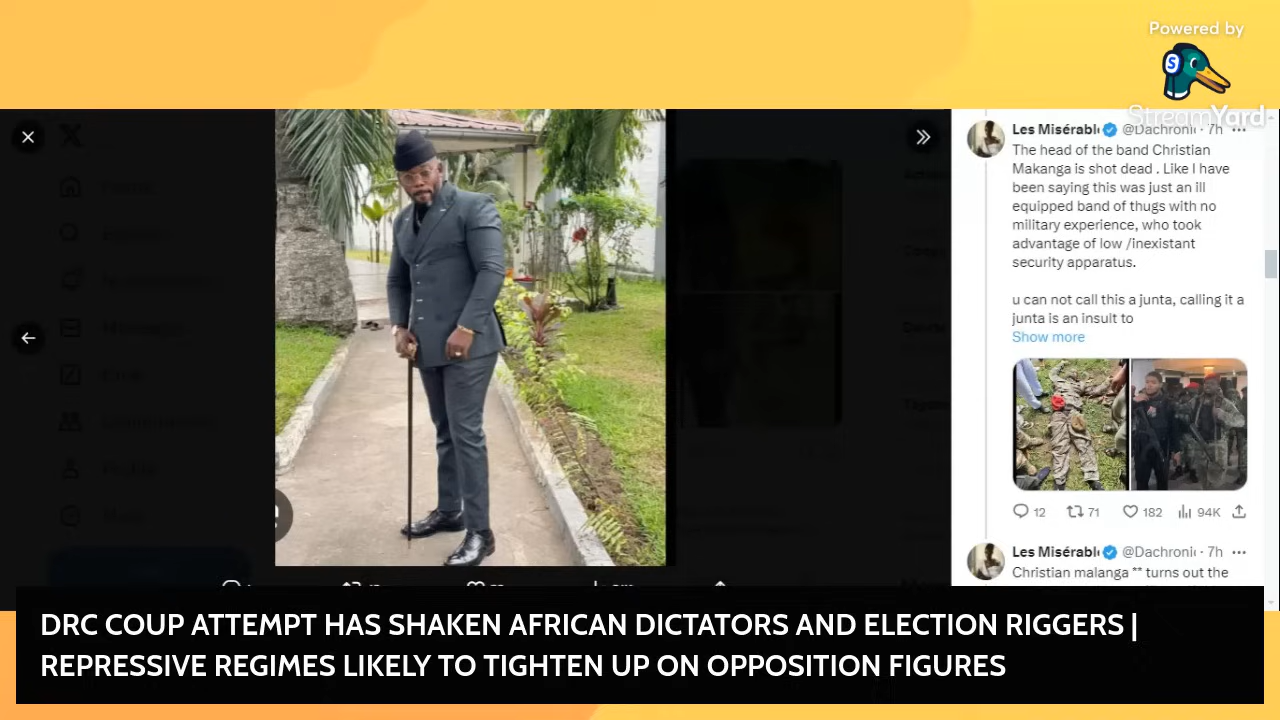 Powered by
StreamYard
Les Misérabl @Dachroni · 7h
The head of the band Christian
Makanga is shot dead . Like I have
been saying this was just an ill
equipped band of thugs with no
military experience, who took
advantage of low /inexistant
security apparatus.
u can not call this a junta, calling it a
junta is an insult to
Show more
12 71 182 94K
Les Misérabl @Dachroni · 7h
Christian malanga ** turns out the
DRC COUP ATTEMPT HAS SHAKEN AFRICAN DICTATORS AND ELECTION RIGGERS |
REPRESSIVE REGIMES LIKELY TO TIGHTEN UP ON OPPOSITION FIGURES